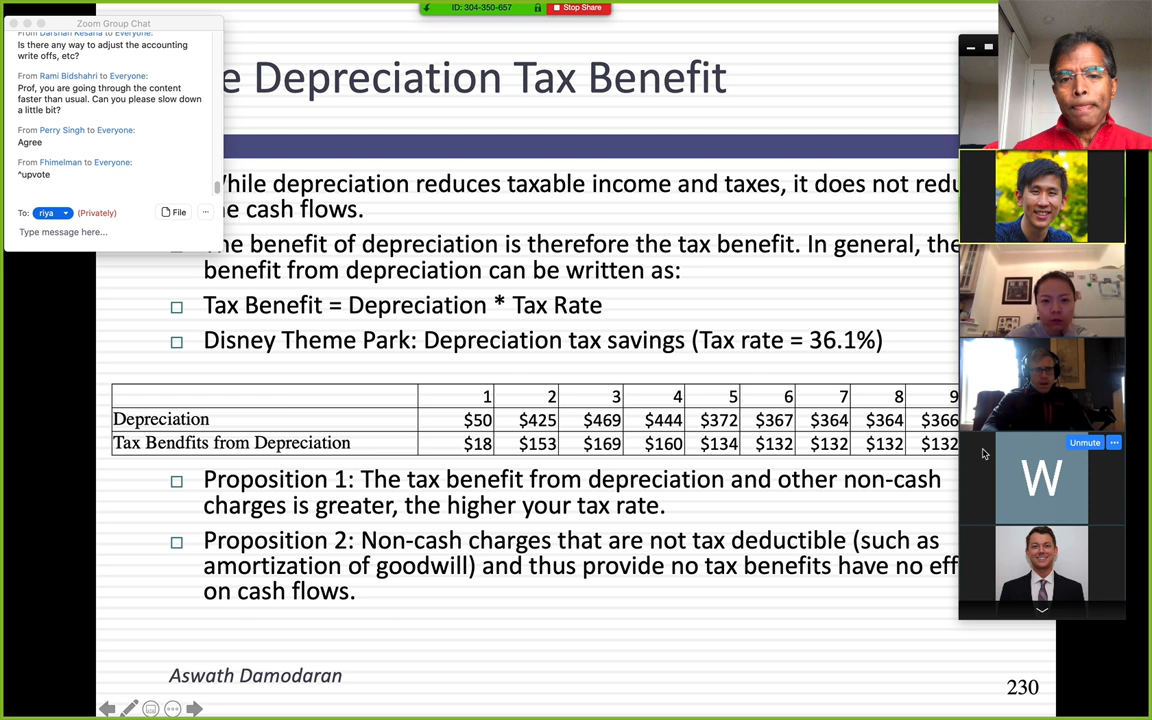 ID: 304-350-657
Stop Share
Zoom Group Chat
From Darshan Kesaria to Everyone:
Is there any way to adjust the accounting
write offs, etc?
From Rami Bidshahri to Everyone:
Prof, you are going through the content
faster than usual. Can you please slow down
a little bit?
From Perry Singh to Everyone:
Agree
From Fhimelman to Everyone:
^upvote
To: riya (Privately)
File
Type message here...
e Depreciation Tax Benefit
While depreciation reduces taxable income and taxes, it does not redu
he cash flows.
The benefit of depreciation is therefore the tax benefit. In general, the
benefit from depreciation can be written as:
Tax Benefit = Depreciation * Tax Rate
Disney Theme Park: Depreciation tax savings (Tax rate = 36.1%)
1 2 3 4 5 6 7 8 9
Depreciation $50 $425 $469 $444 $372 $367 $364 $364 $366
Tax Bendfits from Depreciation $18 $153 $169 $160 $134 $132 $132 $132 $132
Proposition 1: The tax benefit from depreciation and other non-cash
charges is greater, the higher your tax rate.
Proposition 2: Non-cash charges that are not tax deductible (such as
amortization of goodwill) and thus provide no tax benefits have no eff
on cash flows.
Aswath Damodaran
230
Unmute
W